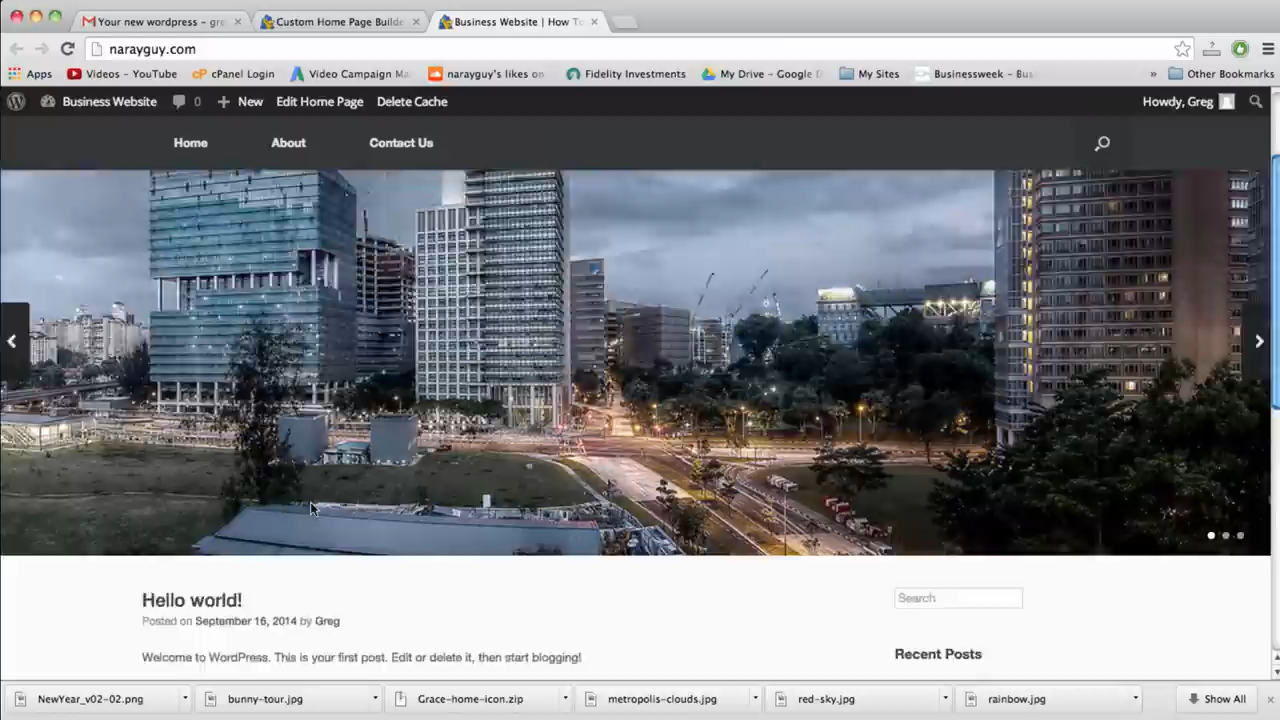 Your new wordpress - gre
Custom Home Page Builde
Business Website | How To
narayguy.com
Apps
Videos - YouTube
cP cPanel Login
Video Campaign Ma
narayguy's likes on
Fidelity Investments
My Drive - Google D
My Sites
Businessweek - Bus
»
Other Bookmarks
Business Website
0
+ New
Edit Home Page
Delete Cache
Howdy, Greg
Home
About
Contact Us
Hello world!
Posted on September 16, 2014 by Greg
Welcome to WordPress. This is your first post. Edit or delete it, then start blogging!
Search
Recent Posts
NewYear_v02-02.png
bunny-tour.jpg
Grace-home-icon.zip
metropolis-clouds.jpg
red-sky.jpg
rainbow.jpg
Show All